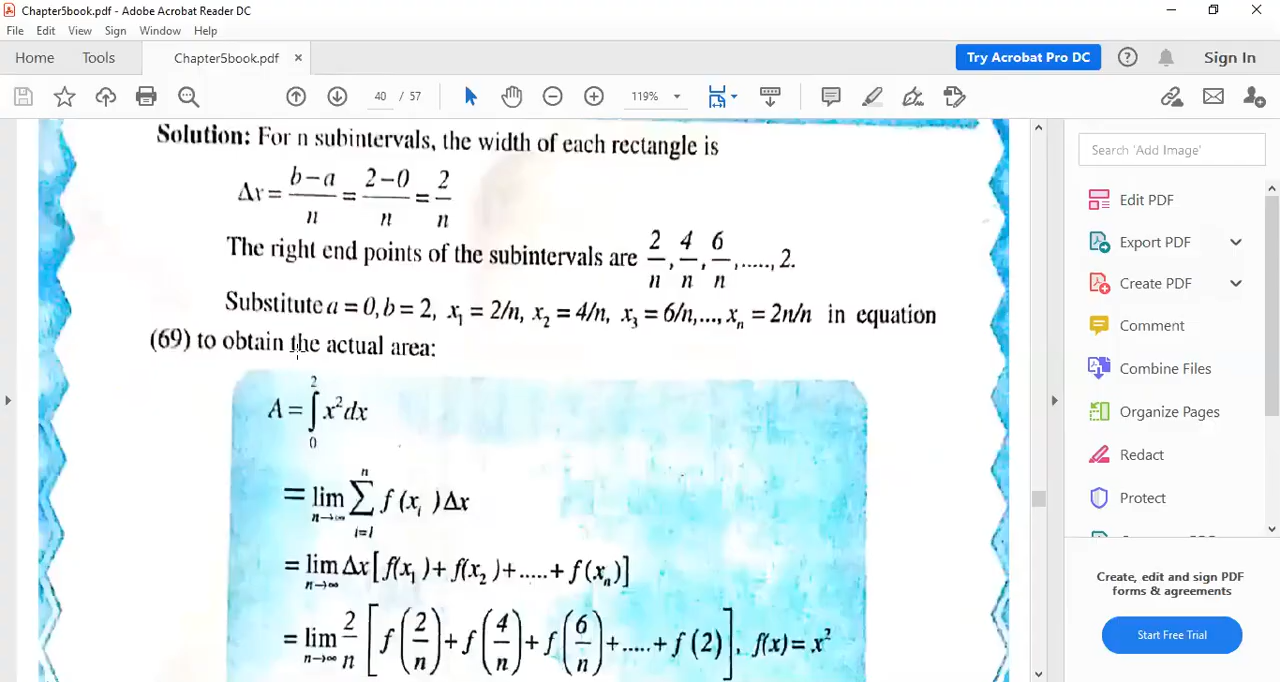 Chapter5book.pdf - Adobe Acrobat Reader DC
File Edit View Sign Window Help
Home Tools Chapter5book.pdf × Try Acrobat Pro DC Sign In
40 / 57 119%
Solution: For n subintervals, the width of each rectangle is
Δx = (b−a)/n = (2−0)/n = 2/n
The right end points of the subintervals are 2/n, 4/n, 6/n, ....., 2.
Substitute a = 0, b = 2, x₁ = 2/n, x₂ = 4/n, x₃ = 6/n,..., xₙ = 2n/n in equation
(69) to obtain the actual area:
A = ∫₀² x² dx
= lim n→∞ ∑ i=1 n f(xᵢ) Δx
= lim n→∞ Δx [f(x₁) + f(x₂) + ..... + f(xₙ)]
= lim n→∞ 2/n [f(2/n) + f(4/n) + f(6/n) + ..... + f(2)], f(x) = x²
Search 'Add Image'
Edit PDF
Export PDF
Create PDF
Comment
Combine Files
Organize Pages
Redact
Protect
Create, edit and sign PDF
forms & agreements
Start Free Trial